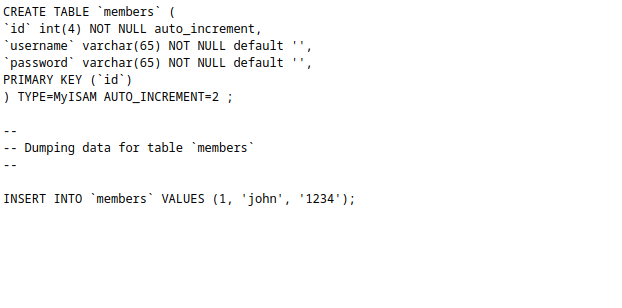 CREATE TABLE `members` (
`id` int(4) NOT NULL auto_increment,
`username` varchar(65) NOT NULL default '',
`password` varchar(65) NOT NULL default '',
PRIMARY KEY (`id`)
) TYPE=MyISAM AUTO_INCREMENT=2 ;

--
-- Dumping data for table `members`
--

INSERT INTO `members` VALUES (1, 'john', '1234');